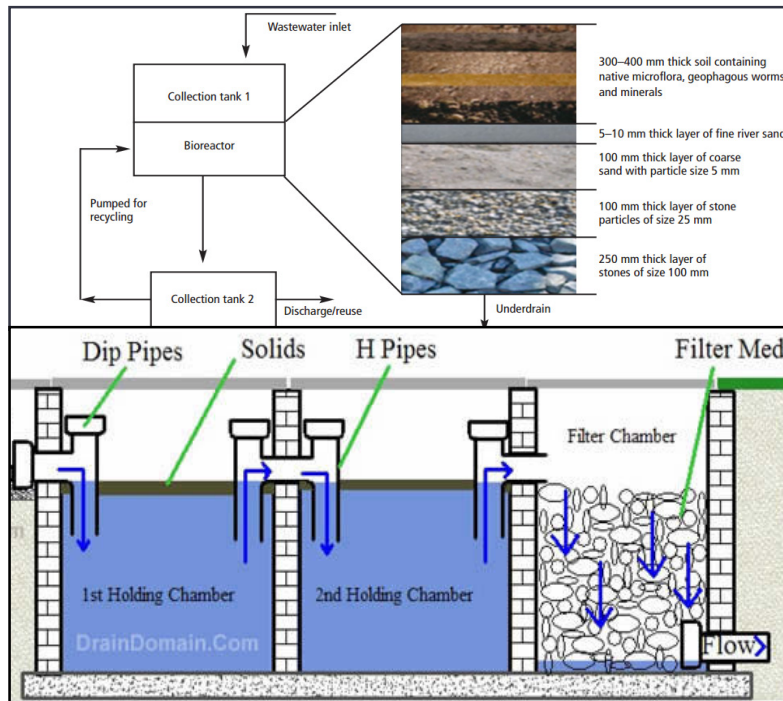 Wastewater inlet
Collection tank 1
Bioreactor
Pumped for
recycling
Collection tank 2
Discharge/reuse
300–400 mm thick soil containing
native microflora, geophagous worms
and minerals
5–10 mm thick layer of fine river sand
100 mm thick layer of coarse
sand with particle size 5 mm
100 mm thick layer of stone
particles of size 25 mm
250 mm thick layer of
stones of size 100 mm
Underdrain
Dip Pipes
Solids
H Pipes
Filter Med
Filter Chamber
1st Holding Chamber
2nd Holding Chamber
DrainDomain.Com
Flow